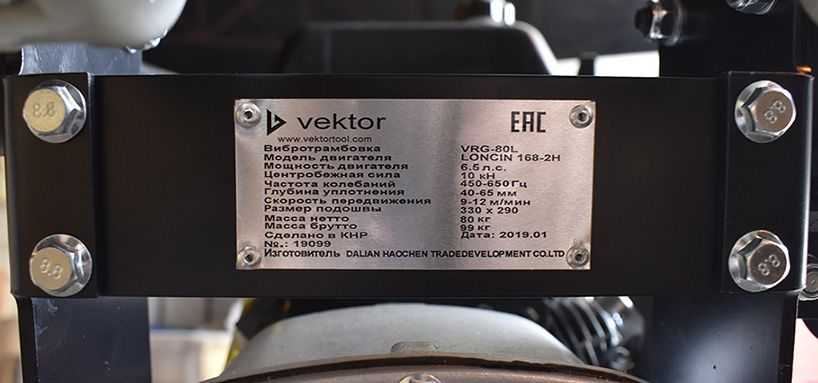 8.8
8.8
vektor
EAC
www.vektortool.com
Вибротрамбовка VRG-80L
Модель двигателя LONCIN 168-2H
Мощность двигателя 6.5 л.с.
Центробежная сила 10 кН
Частота колебаний 450-650 Гц
Глубина уплотнения 40-65 мм
Скорость передвижения 9-12 м/мин
Размер подошвы 330 x 290
Масса нетто 80 кг
Масса брутто 99 кг
Сделано в КНР Дата: 2019.01
№.: 19099
Изготовитель DALIAN HAOCHEN TRADEDEVELOPMENT CO.LTD
8.8
8.8